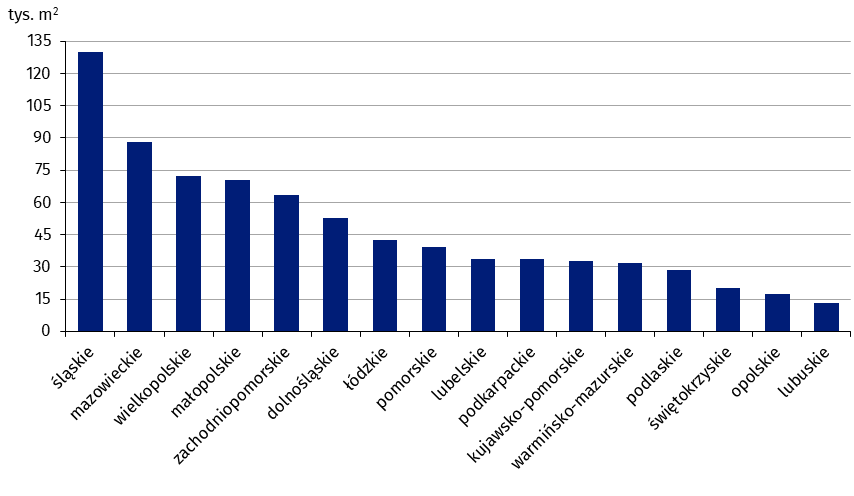 tys. m²
135
120
105
90
75
60
45
30
15
0
śląskie
mazowieckie
wielkopolskie
małopolskie
zachodniopomorskie
dolnośląskie
łódzkie
pomorskie
lubelskie
podkarpackie
kujawsko-pomorskie
warmińsko-mazurskie
podlaskie
świętokrzyskie
opolskie
lubuskie